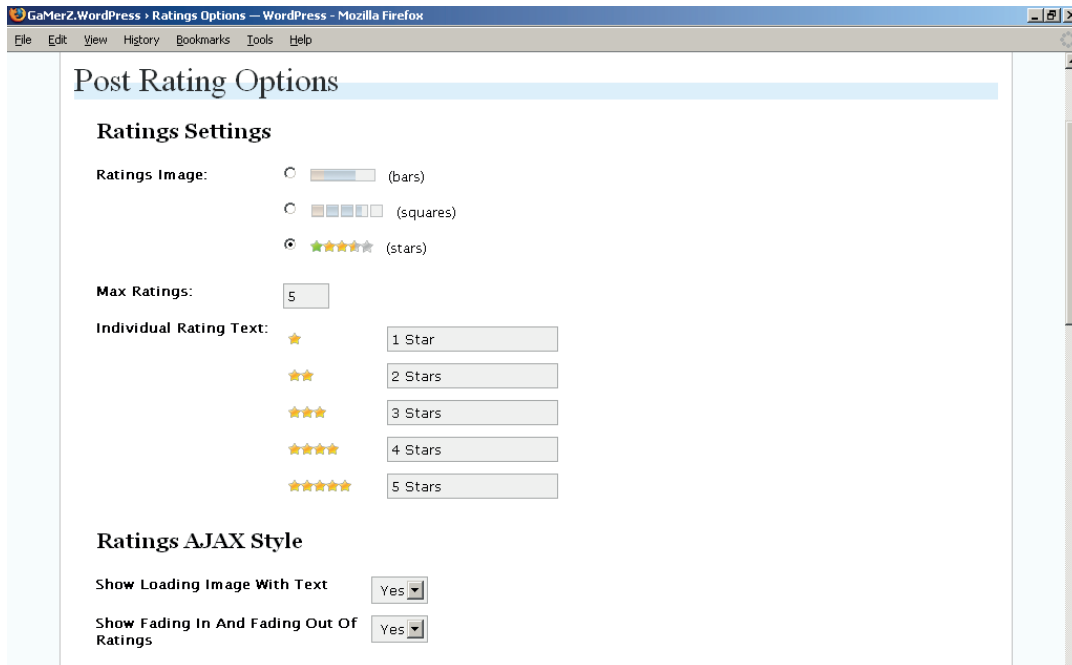 GaMerZ.WordPress › Ratings Options — WordPress - Mozilla Firefox
File Edit View History Bookmarks Tools Help
Post Rating Options
Ratings Settings
Ratings Image:
(bars)
(squares)
(stars)
Max Ratings:
5
Individual Rating Text:
1 Star
2 Stars
3 Stars
4 Stars
5 Stars
Ratings AJAX Style
Show Loading Image With Text Yes
Show Fading In And Fading Out Of Yes
Ratings